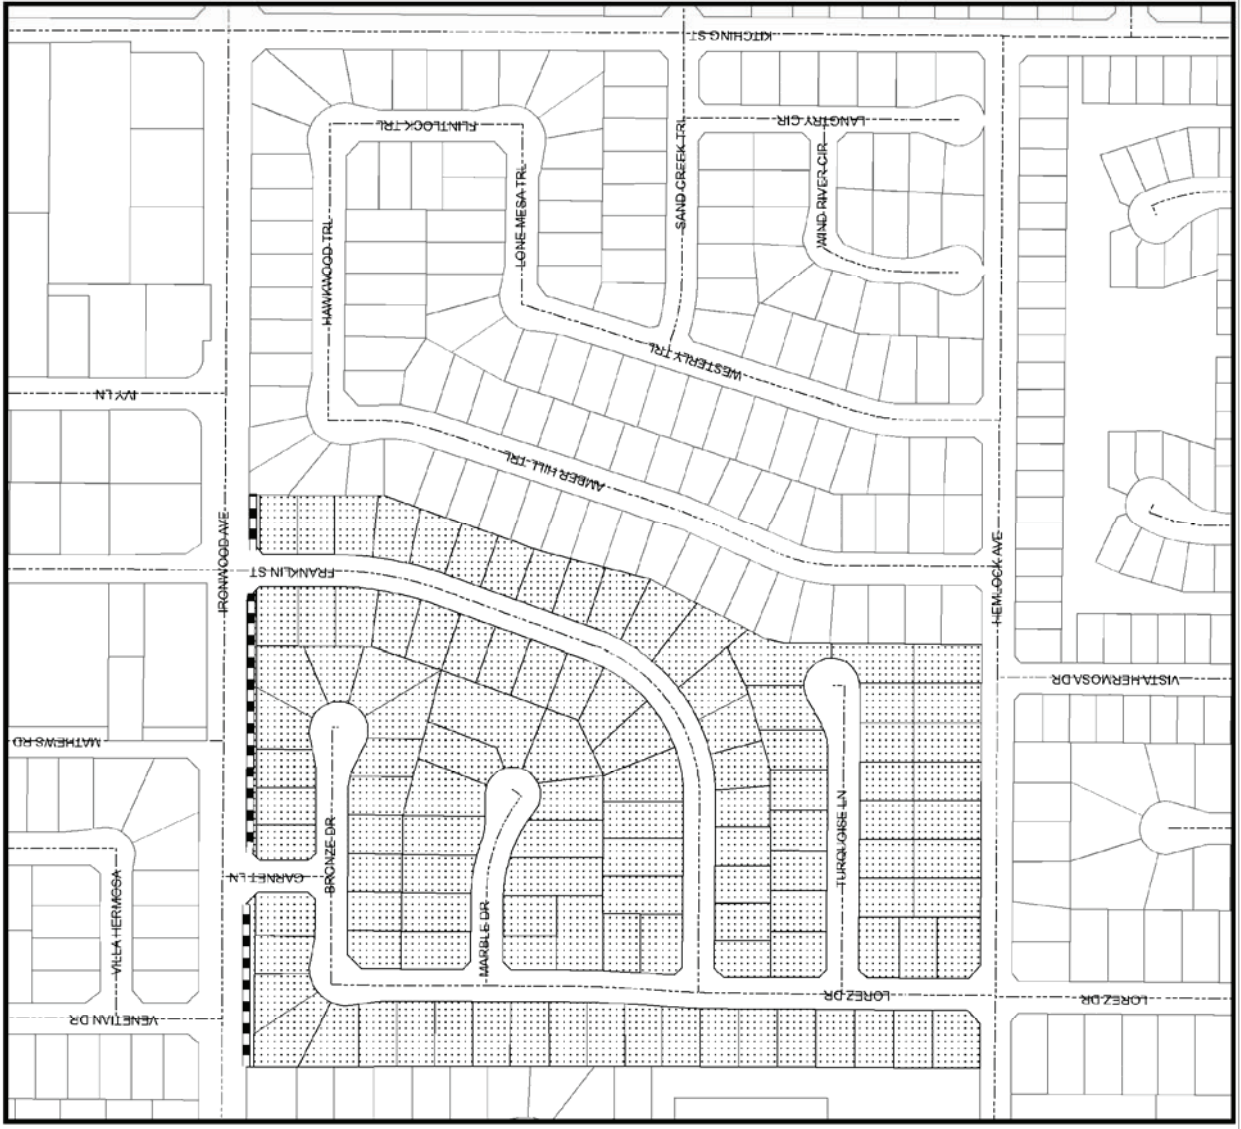 KITCHING ST
FLINTLOCK TRL
LANGTRY CIR
SAND CREEK TRL
WIND RIVER CIR
LONE MESA TRL
HAWKWOOD TRL
WESTERLY TRL
IVY LN
AMBER HILL TRL
IRONWOOD AVE
HEMLOCK AVE
FRANKLIN ST
VISTA HERMOSA DR
MATHEWS RD
BRONZE DR
TURQUOISE LN
GARNET LN
VILLA HERMOSA
MARBLE DR
LOREZ DR
LOREZ DR
VENETIAN DR